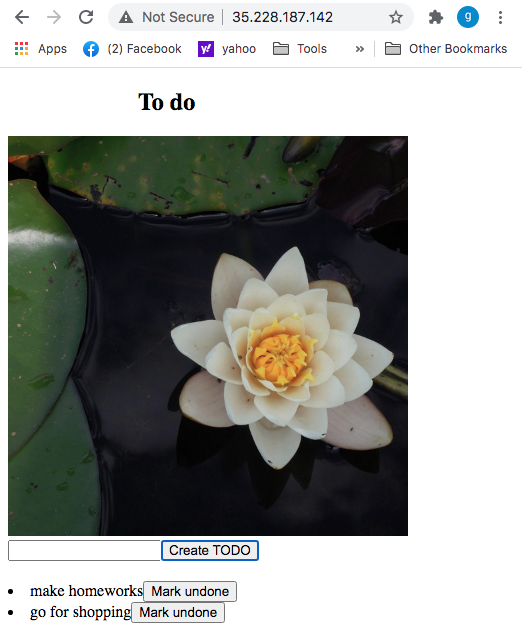 Not Secure | 35.228.187.142 g
Apps (2) Facebook y! yahoo Tools » Other Bookmarks
To do
Create TODO
make homeworks Mark undone
go for shopping Mark undone